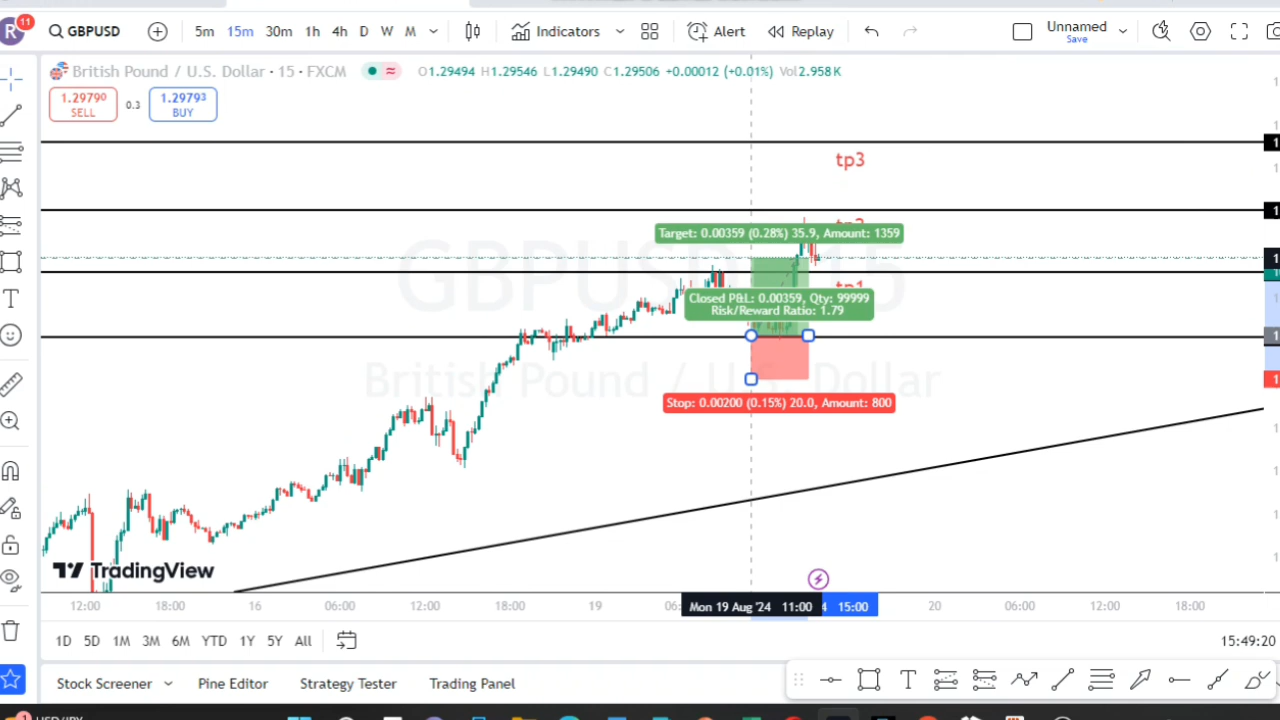 R 11 GBPUSD 5m 15m 30m 1h 4h D W M Indicators Alert Replay Unnamed
Save
British Pound / U.S. Dollar · 15 · FXCM O1.29494 H1.29546 L1.29490 C1.29506 +0.00012 (+0.01%) Vol2.958K
1.29790 0.3 1.29793
SELL BUY
tp3
Target: 0.00359 (0.28%) 35.9, Amount: 1359
tp1
Closed P&L: 0.00359, Qty: 99999
Risk/Reward Ratio: 1.79
British Pound / U.S. Dollar
Stop: 0.00200 (0.15%) 20.0, Amount: 800
TradingView
12:00 18:00 16 06:00 12:00 18:00 19 Mon 19 Aug '24 11:00 15:00 20 06:00 12:00 18:00
1D 5D 1M 3M 6M YTD 1Y 5Y All 15:49:20
Stock Screener Pine Editor Strategy Tester Trading Panel